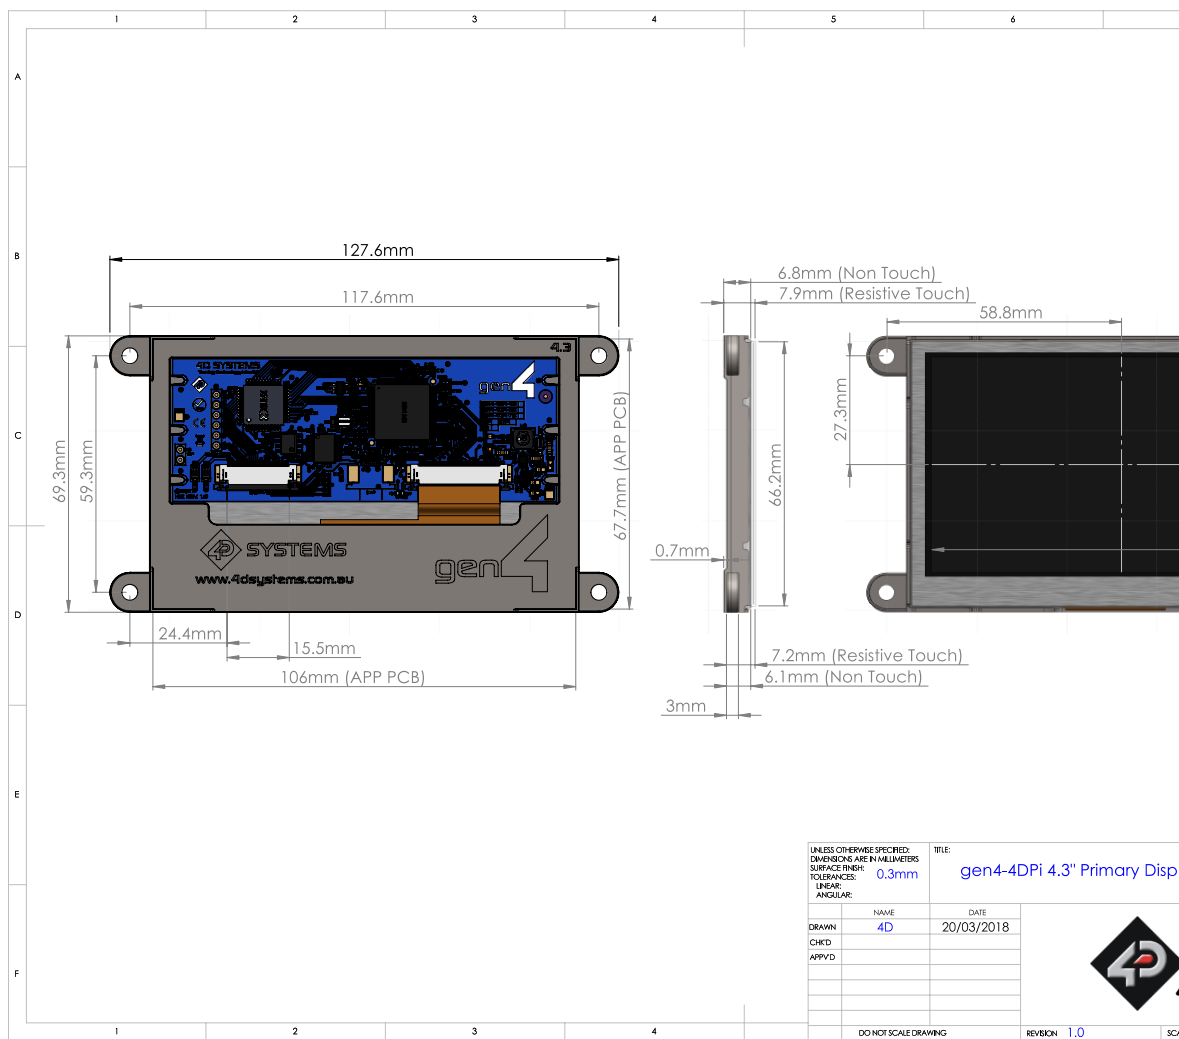 1 2 3 4 5 6
A
B
C
D
E
F
127.6mm
117.6mm
69.3mm
59.3mm
4.3
4D SYSTEMS
gen4
67.7mm (APP PCB)
4D SYSTEMS
www.4dsystems.com.au
gen4
24.4mm
15.5mm
106mm (APP PCB)
6.8mm (Non Touch)
7.9mm (Resistive Touch)
66.2mm
0.7mm
7.2mm (Resistive Touch)
6.1mm (Non Touch)
3mm
58.8mm
27.3mm
UNLESS OTHERWISE SPECIFIED:
DIMENSIONS ARE IN MILLIMETERS
SURFACE FINISH:
TOLERANCES: 0.3mm
LINEAR:
ANGULAR:
TITLE:
gen4-4DPi 4.3" Primary Disp
NAME DATE
DRAWN 4D 20/03/2018
CHK'D
APPV'D
4D
DO NOT SCALE DRAWING
REVISION 1.0
SCA
1 2 3 4